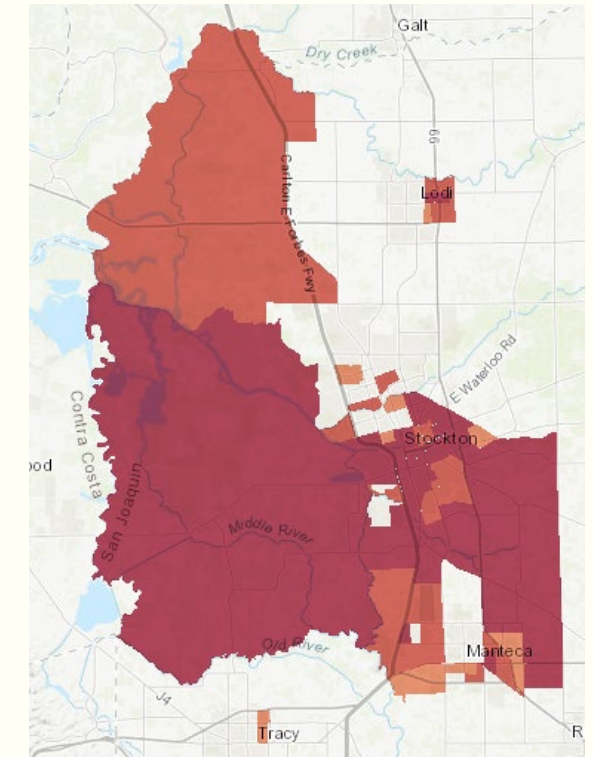 Galt
Dry Creek
99
Lodi
Carlton E Forbes Fwy
E Waterloo Rd
Contra Costa
Stockton
ood
San Joaquin
Middle River
Old River
Manteca
J4
Tracy
R